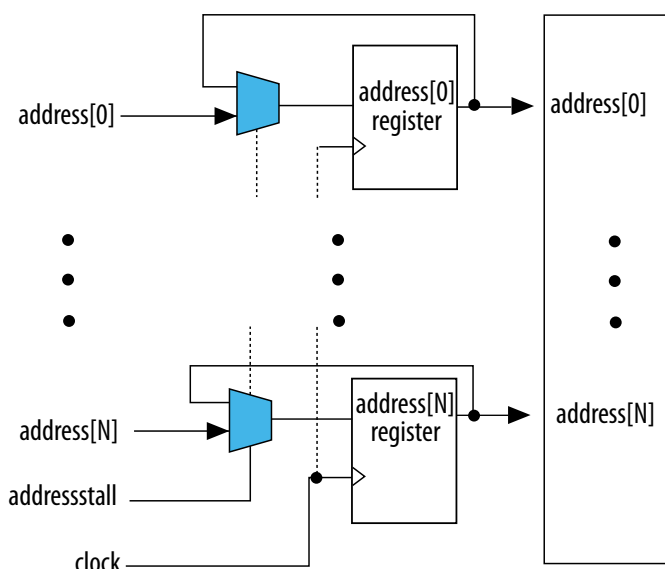 address[0]
address[0]
register
address[0]
address[N]
address[N]
register
address[N]
addressstall
clock